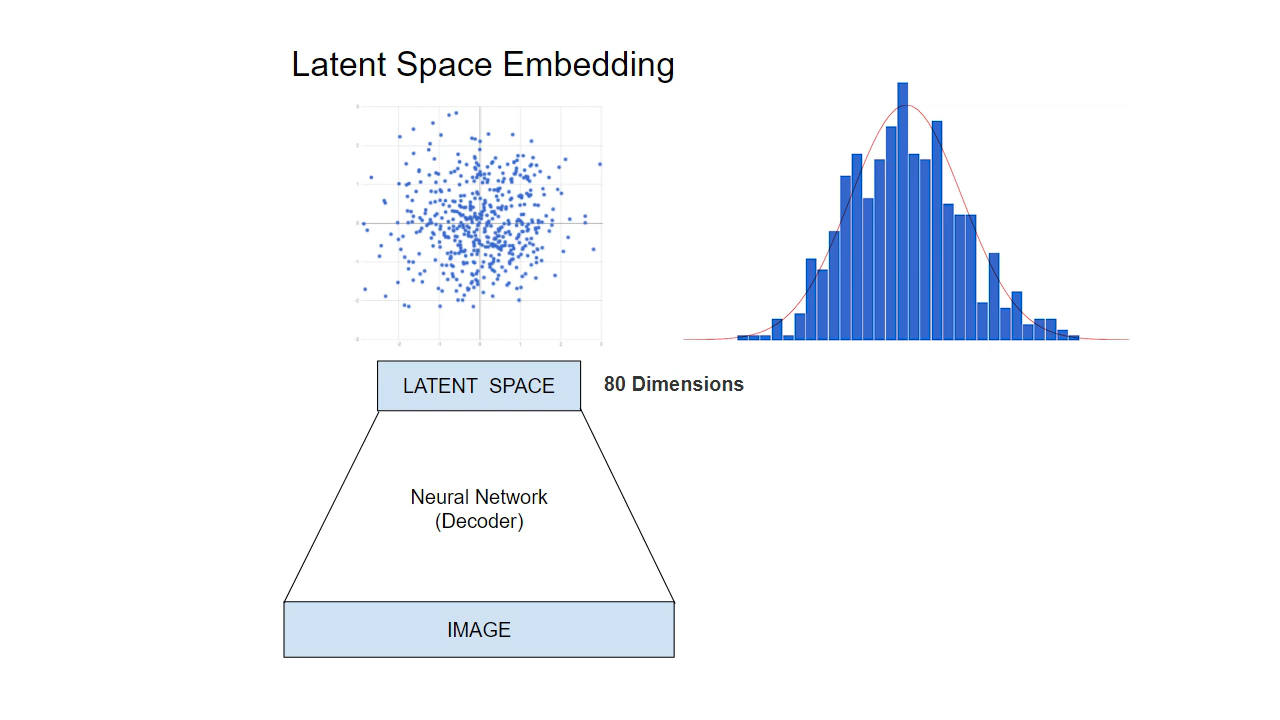 Latent Space Embedding
LATENT SPACE
80 Dimensions
Neural Network
(Decoder)
IMAGE